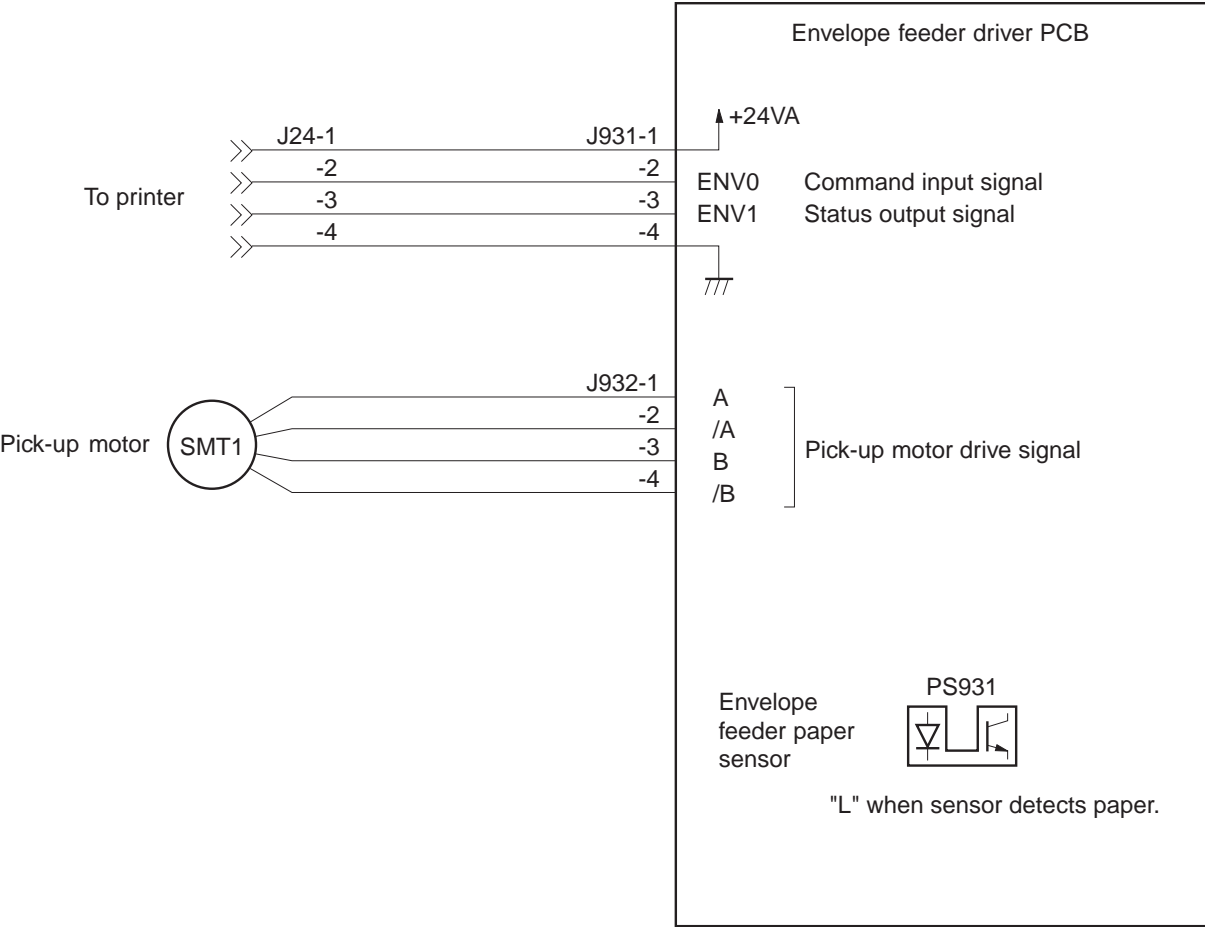 Envelope feeder driver PCB
+24VA
J24-1 J931-1
-2 -2
ENV0 Command input signal
To printer
-3 -3
ENV1 Status output signal
-4 -4
J932-1
A
-2
/A
Pick-up motor SMT1
-3
B
Pick-up motor drive signal
-4
/B
PS931
Envelope
feeder paper
sensor
"L" when sensor detects paper.